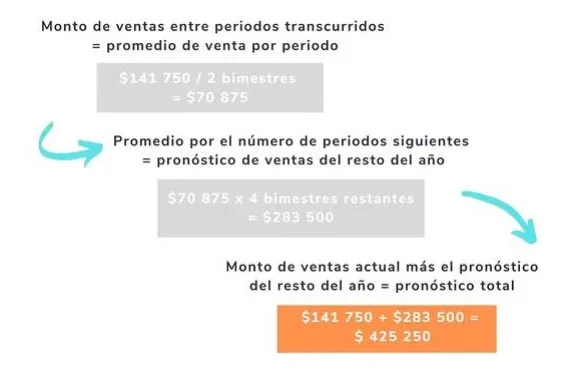 Monto de ventas entre periodos transcurridos
= promedio de venta por periodo
$141 750 / 2 bimestres
= $70 875
Promedio por el número de periodos siguientes
= pronóstico de ventas del resto del año
$70 875 x 4 bimestres restantes
= $283 500
Monto de ventas actual más el pronóstico
del resto del año = pronóstico total
$141 750 + $283 500 =
$ 425 250